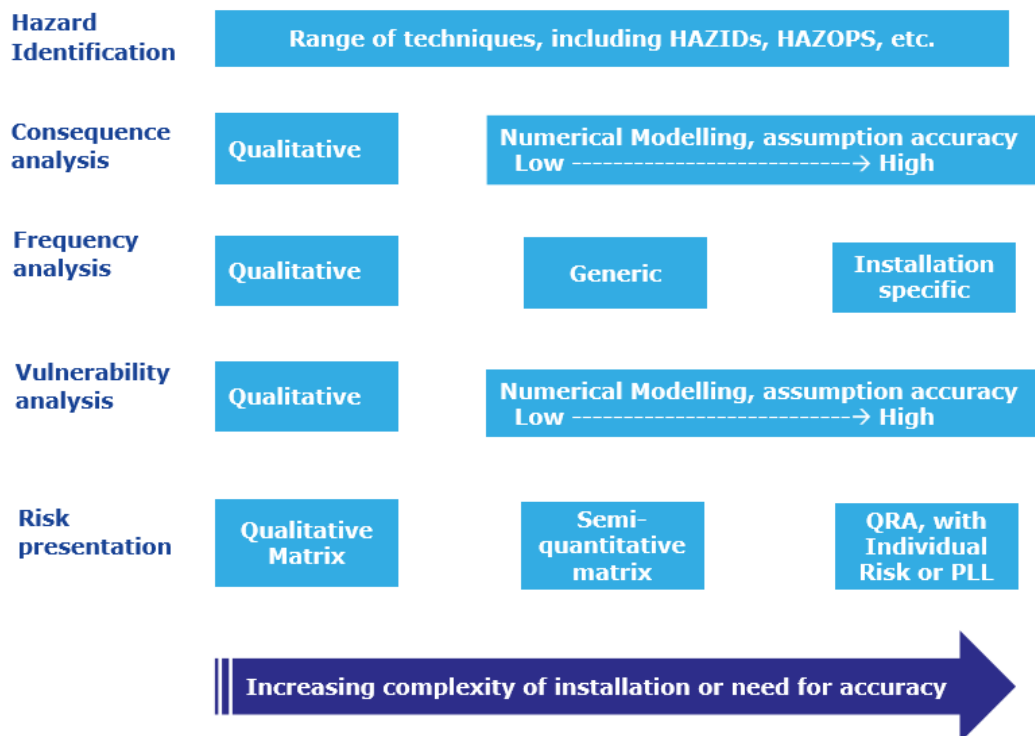 Hazard
Identification
Range of techniques, including HAZIDs, HAZOPS, etc.
Consequence
analysis
Qualitative
Numerical Modelling, assumption accuracy
Low ---------------------------→ High
Frequency
analysis
Qualitative
Generic
Installation
specific
Vulnerability
analysis
Qualitative
Numerical Modelling, assumption accuracy
Low ---------------------------→ High
Risk
presentation
Qualitative
Matrix
Semi-
quantitative
matrix
QRA, with
Individual
Risk or PLL
Increasing complexity of installation or need for accuracy